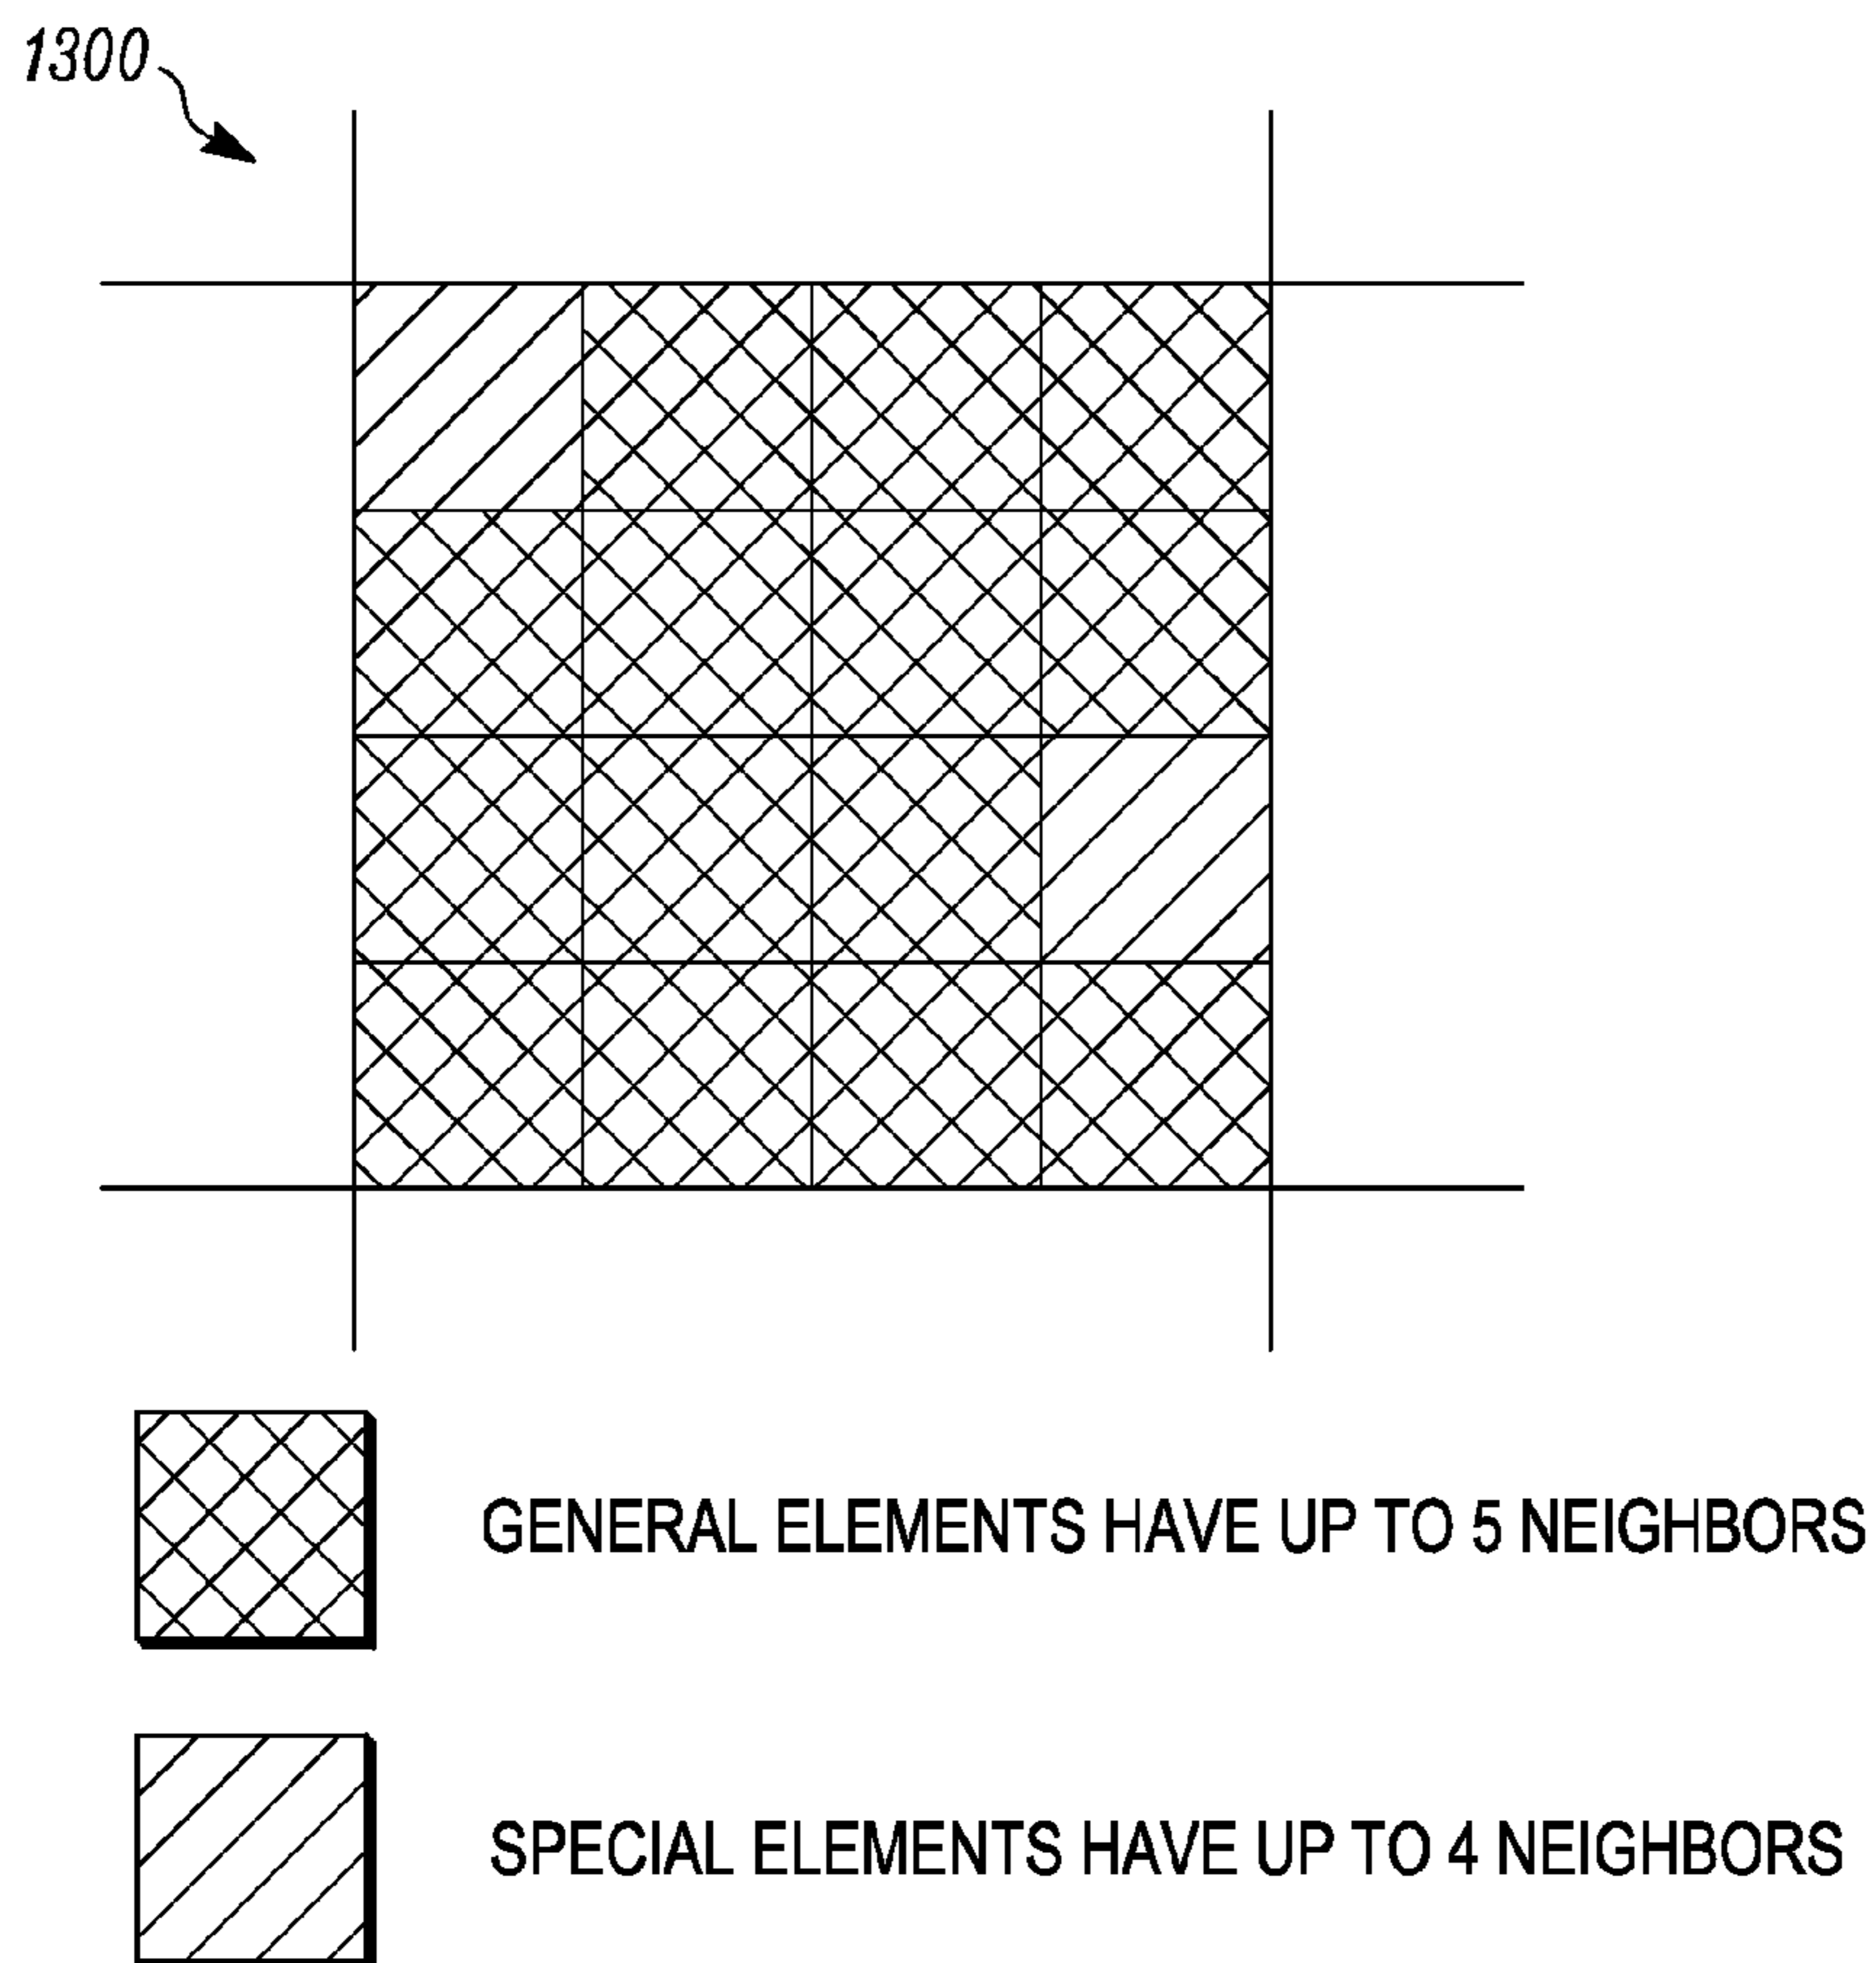 1300
GENERAL ELEMENTS HAVE UP TO 5 NEIGHBORS
SPECIAL ELEMENTS HAVE UP TO 4 NEIGHBORS